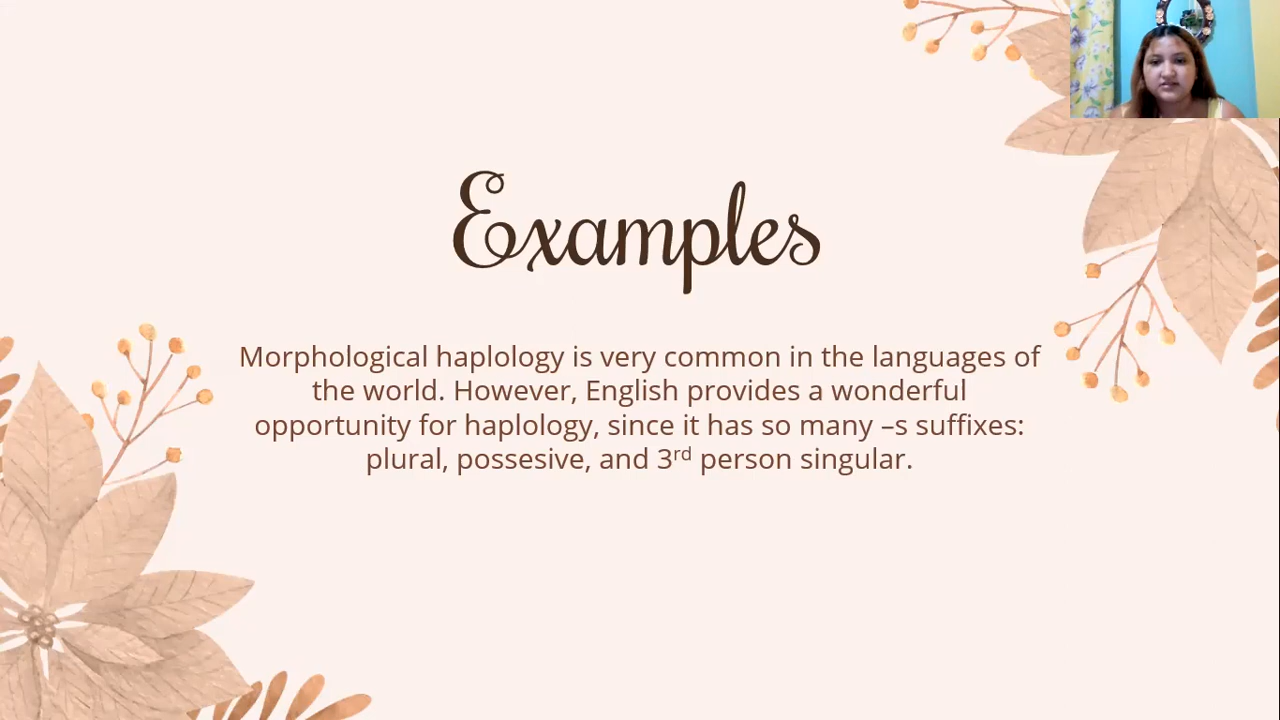 Examples
Morphological haplology is very common in the languages of
the world. However, English provides a wonderful
opportunity for haplology, since it has so many –s suffixes:
plural, possesive, and 3rd person singular.